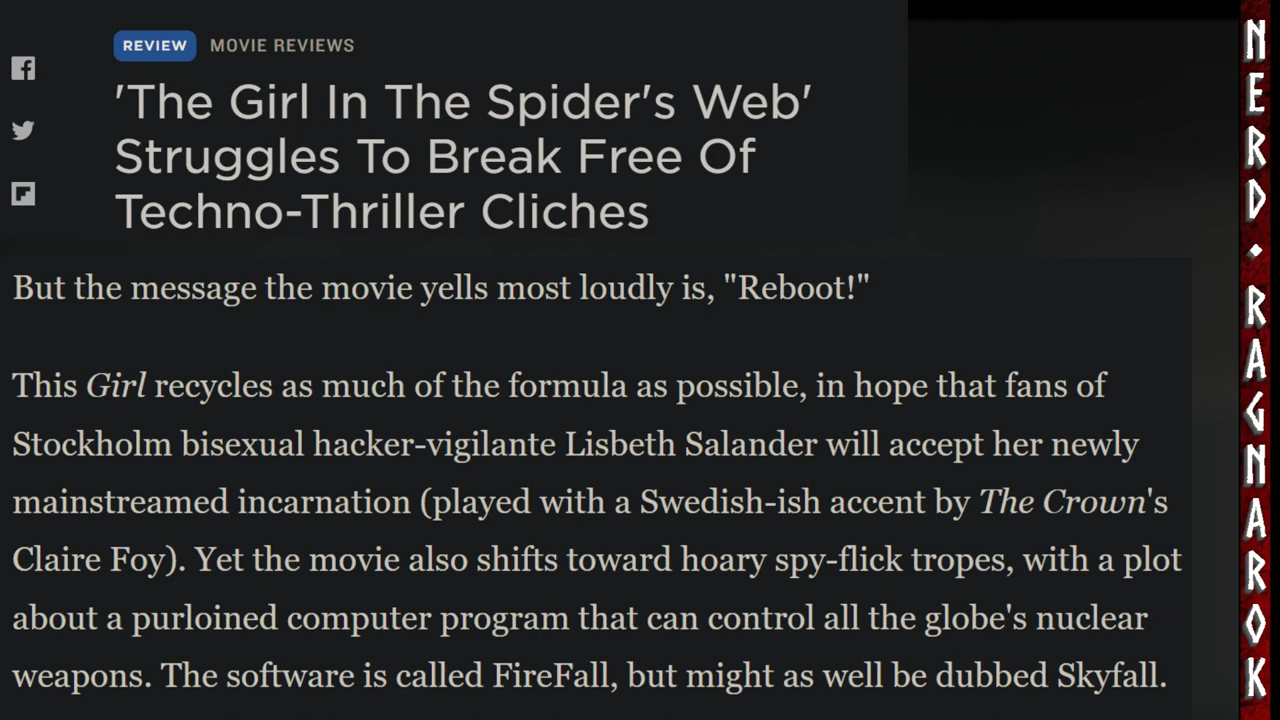 REVIEW MOVIE REVIEWS
'The Girl In The Spider's Web'
Struggles To Break Free Of
Techno-Thriller Cliches
But the message the movie yells most loudly is, "Reboot!"
This Girl recycles as much of the formula as possible, in hope that fans of
Stockholm bisexual hacker-vigilante Lisbeth Salander will accept her newly
mainstreamed incarnation (played with a Swedish-ish accent by The Crown's
Claire Foy). Yet the movie also shifts toward hoary spy-flick tropes, with a plot
about a purloined computer program that can control all the globe's nuclear
weapons. The software is called FireFall, but might as well be dubbed Skyfall.
NERD·RAGNAROK